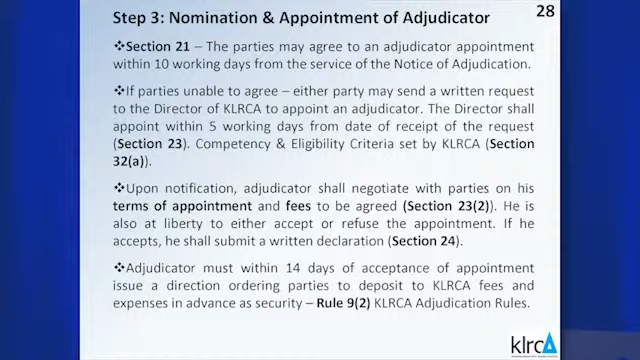 Step 3: Nomination & Appointment of Adjudicator
28
❖Section 21 – The parties may agree to an adjudicator appointment
within 10 working days from the service of the Notice of Adjudication.
❖If parties unable to agree – either party may send a written request
to the Director of KLRCA to appoint an adjudicator. The Director shall
appoint within 5 working days from date of receipt of the request
(Section 23). Competency & Eligibility Criteria set by KLRCA (Section
32(a)).
❖Upon notification, adjudicator shall negotiate with parties on his
terms of appointment and fees to be agreed (Section 23(2)). He is
also at liberty to either accept or refuse the appointment. If he
accepts, he shall submit a written declaration (Section 24).
❖Adjudicator must within 14 days of acceptance of appointment
issue a direction ordering parties to deposit to KLRCA fees and
expenses in advance as security – Rule 9(2) KLRCA Adjudication Rules.
klrcA